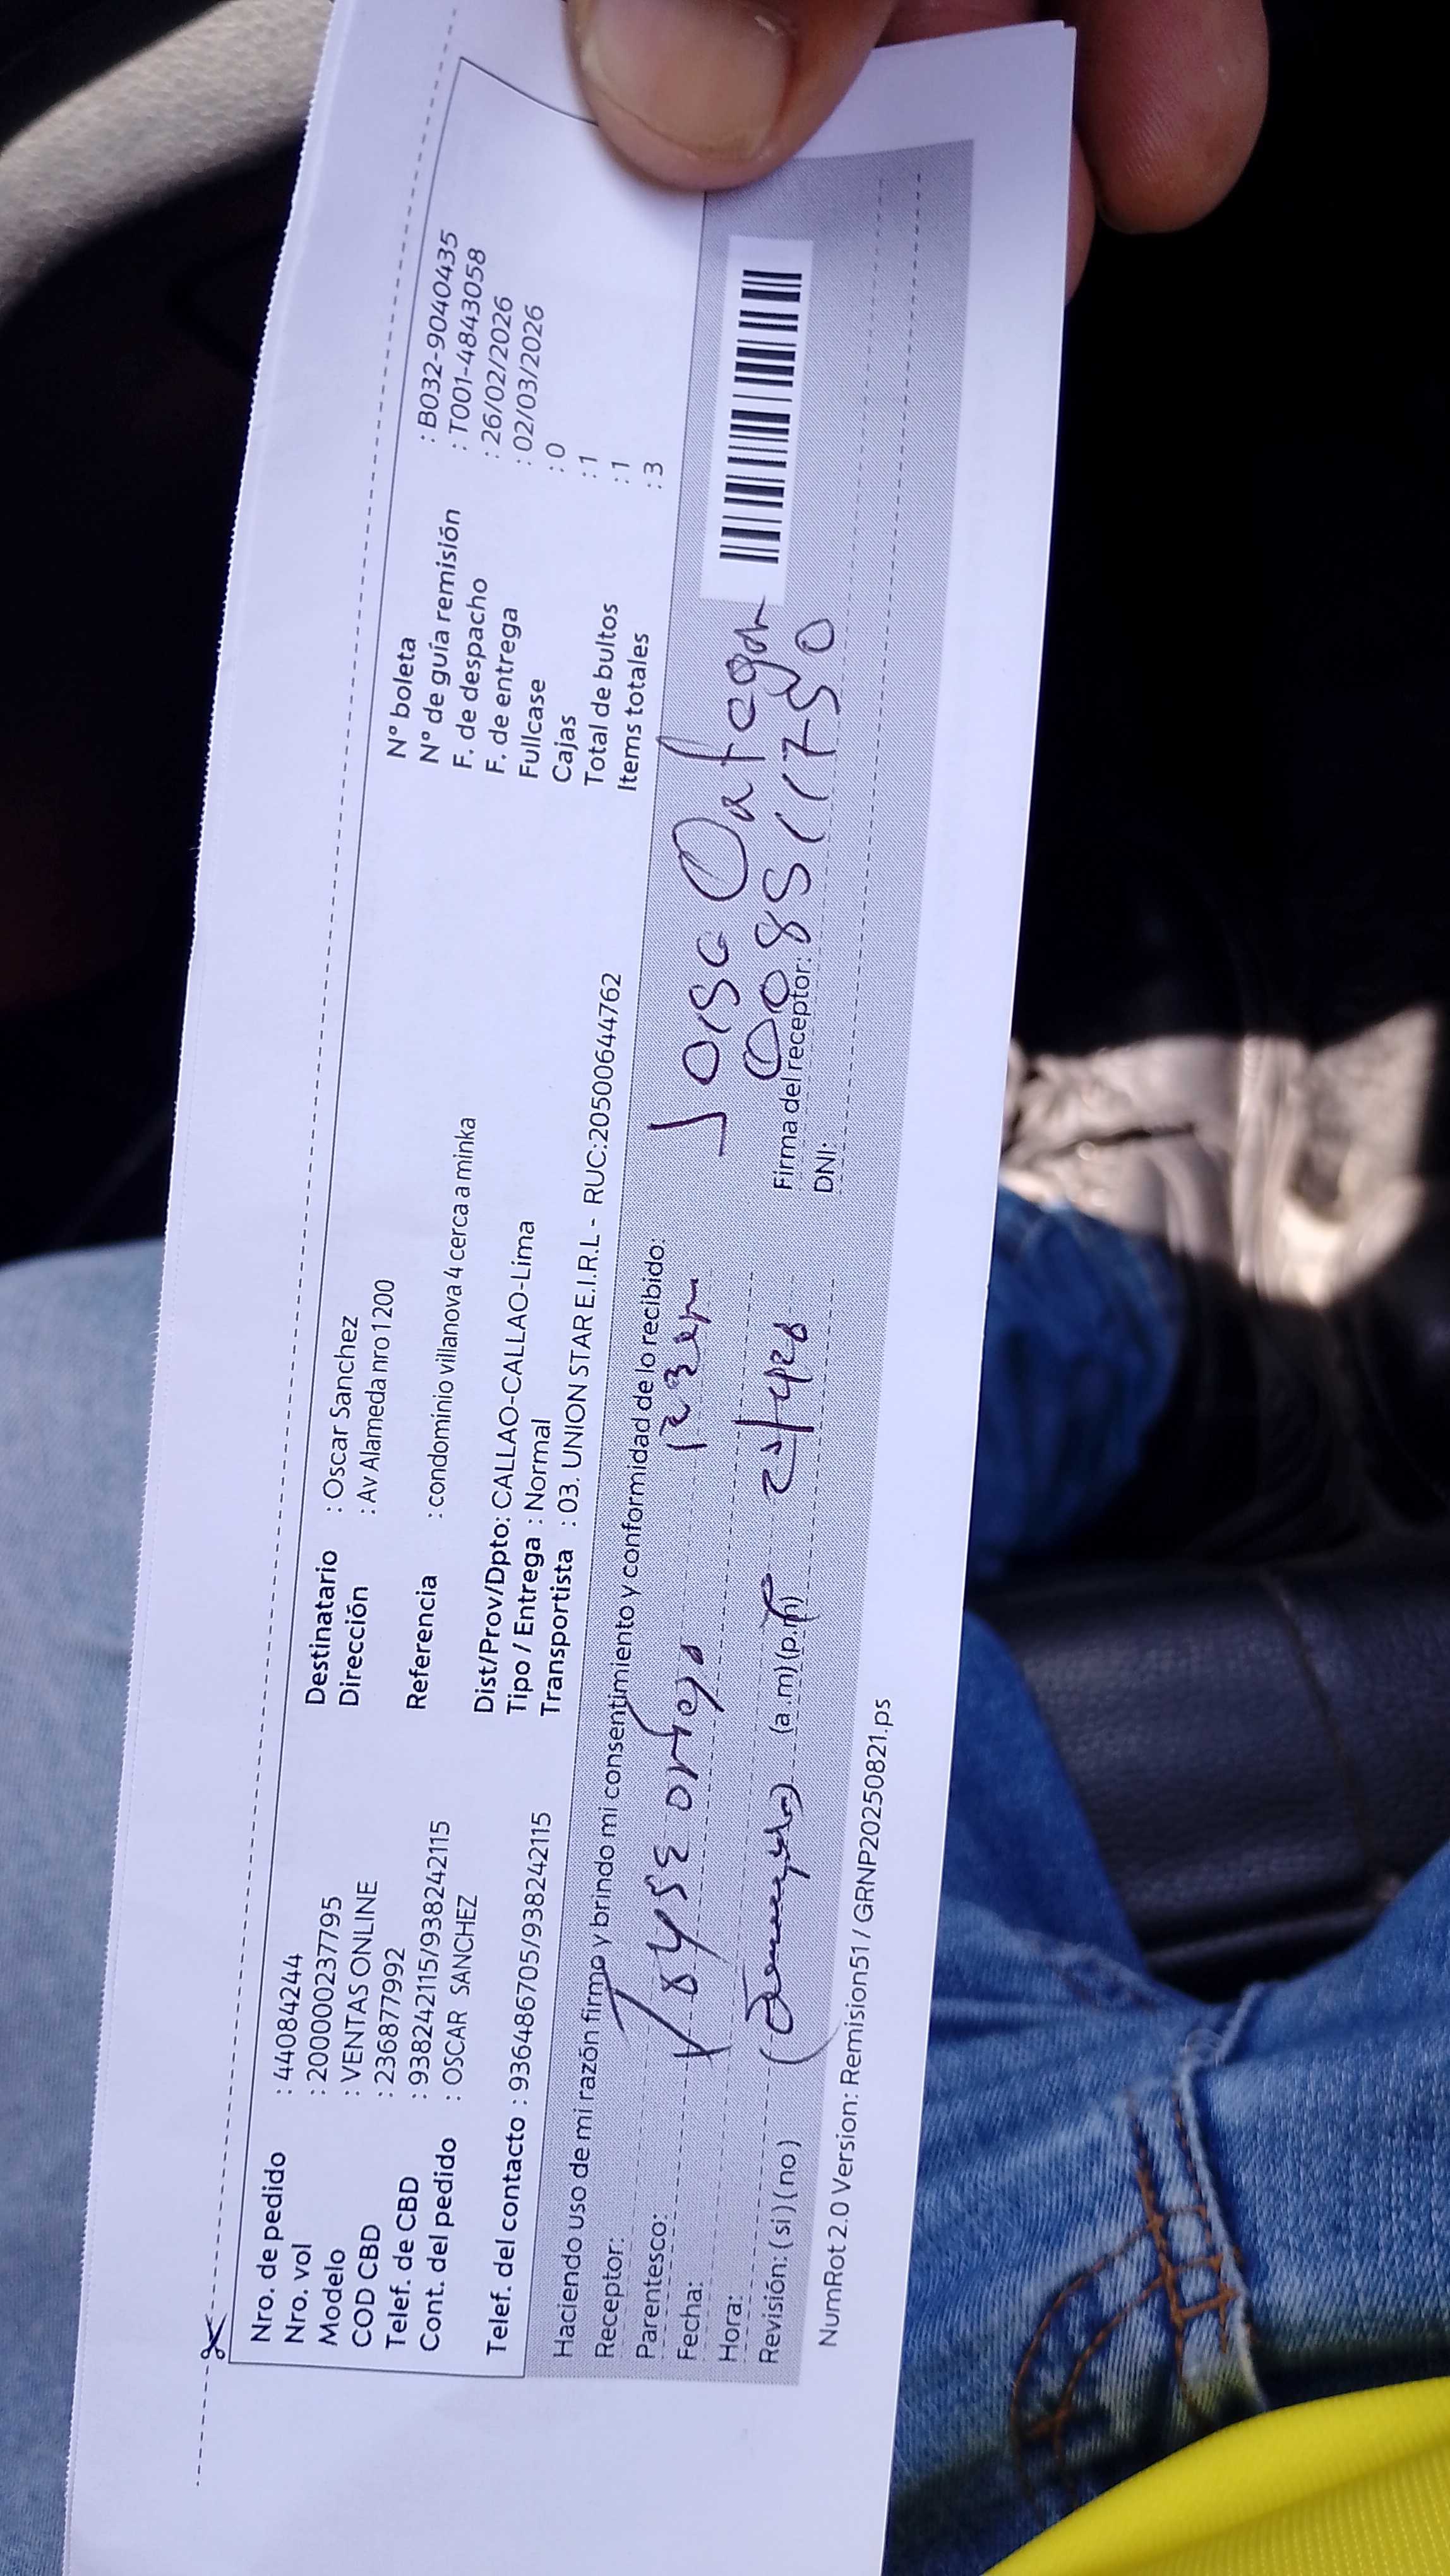 Nro. de pedido : 44084244
Nro. vol : 2000000237795
Modelo : VENTAS ONLINE
COD CBD : 236877992
Telef. de CBD : 938242115/938242115
Cont. del pedido : OSCAR SANCHEZ
Telef. del contacto : 936486705/938242115
Destinatario : Oscar Sanchez
Dirección : Av Alameda nro 1200
Referencia : condominio villanova 4 cerca a minka
Dist/Prov/Dpto: CALLAO-CALLAO-Lima
Tipo / Entrega : Normal
Transportista : 03. UNION STAR E.I.R.L - RUC:20500644762
N° boleta : B032-9040435
N° de guía remisión : T001-4843058
F. de despacho : 26/02/2026
F. de entrega : 02/03/2026
Fullcase : 0
Cajas : 1
Total de bultos : 1
Items totales : 3
Haciendo uso de mi razón firmo y brindo mi consentimiento y conformidad de lo recibido:
Receptor:
Parentesco:
Fecha:
Hora: (a.m) (p.m)
Revisión: ( si ) ( no )
Firma del receptor:
DNI:
NumRot 2.0 Version: Remision51 / GRNP20250821.ps